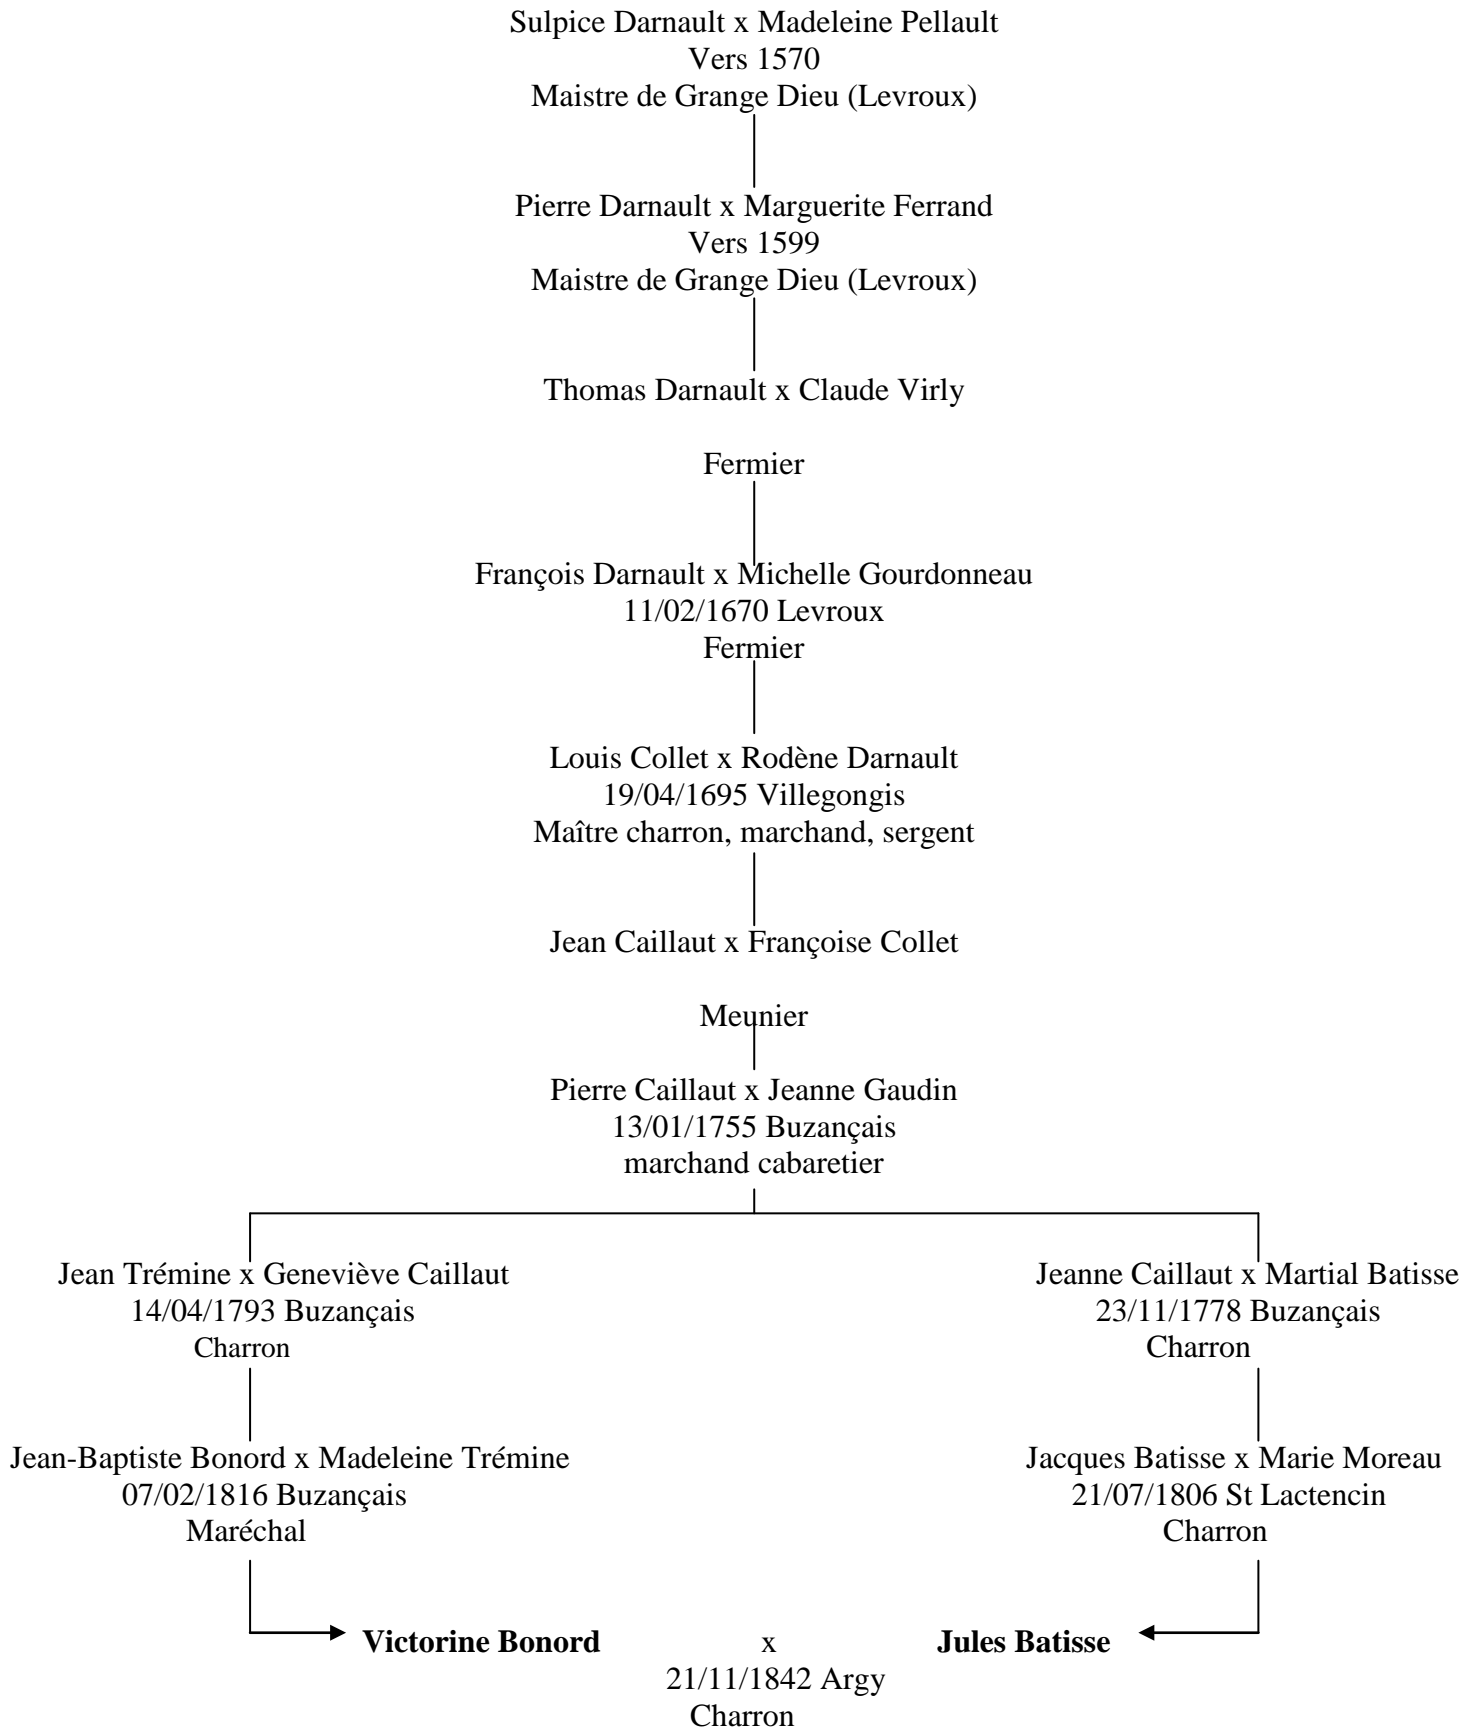 Sulpice Darnault x Madeleine Pellault
Vers 1570
Maistre de Grange Dieu (Levroux)
Pierre Darnault x Marguerite Ferrand
Vers 1599
Maistre de Grange Dieu (Levroux)
Thomas Darnault x Claude Virly
Fermier
François Darnault x Michelle Gourdonneau
11/02/1670 Levroux
Fermier
Louis Collet x Rodène Darnault
19/04/1695 Villegongis
Maître charron, marchand, sergent
Jean Caillaut x Françoise Collet
Meunier
Pierre Caillaut x Jeanne Gaudin
13/01/1755 Buzançais
marchand cabaretier
Jean Trémine x Geneviève Caillaut
14/04/1793 Buzançais
Charron
Jeanne Caillaut x Martial Batisse
23/11/1778 Buzançais
Charron
Jean-Baptiste Bonord x Madeleine Trémine
07/02/1816 Buzançais
Maréchal
Jacques Batisse x Marie Moreau
21/07/1806 St Lactencin
Charron
Victorine Bonord x Jules Batisse
21/11/1842 Argy
Charron